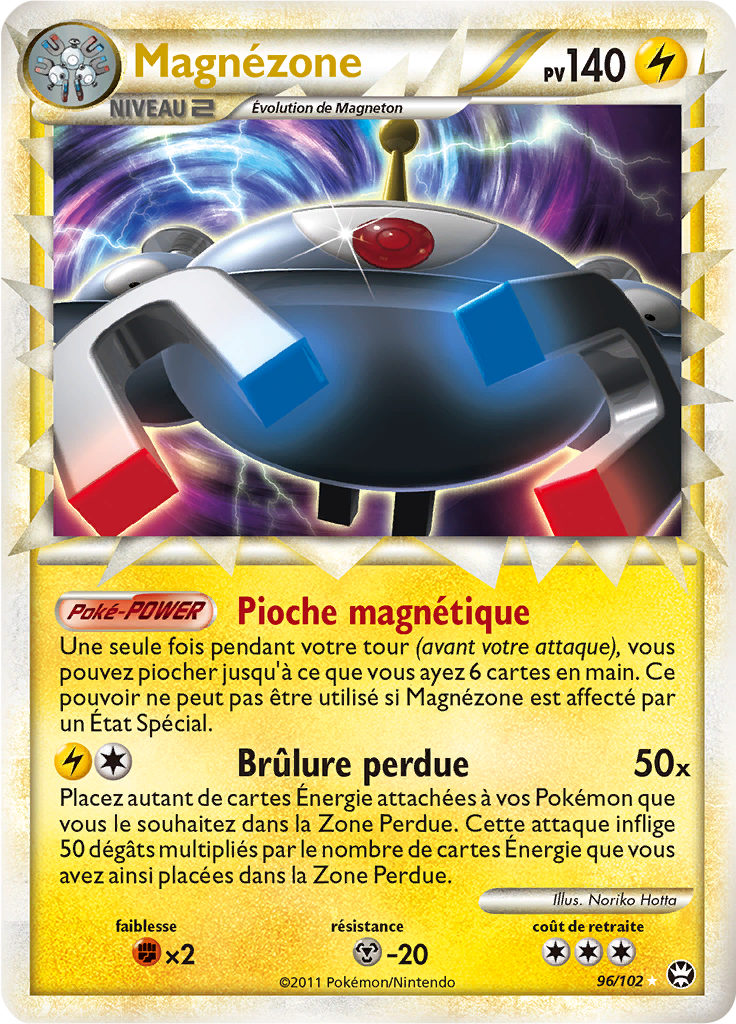 Magnézone
PV140
NIVEAU 2
Évolution de Magneton
Poké-POWER Pioche magnétique
Une seule fois pendant votre tour (avant votre attaque), vous
pouvez piocher jusqu'à ce que vous ayez 6 cartes en main. Ce
pouvoir ne peut pas être utilisé si Magnézone est affecté par
un État Spécial.
Brûlure perdue 50x
Placez autant de cartes Énergie attachées à vos Pokémon que
vous le souhaitez dans la Zone Perdue. Cette attaque inflige
50 dégâts multipliés par le nombre de cartes Énergie que vous
avez ainsi placées dans la Zone Perdue.
Illus. Noriko Hotta
faiblesse résistance coût de retraite
×2 -20
©2011 Pokémon/Nintendo
96/102